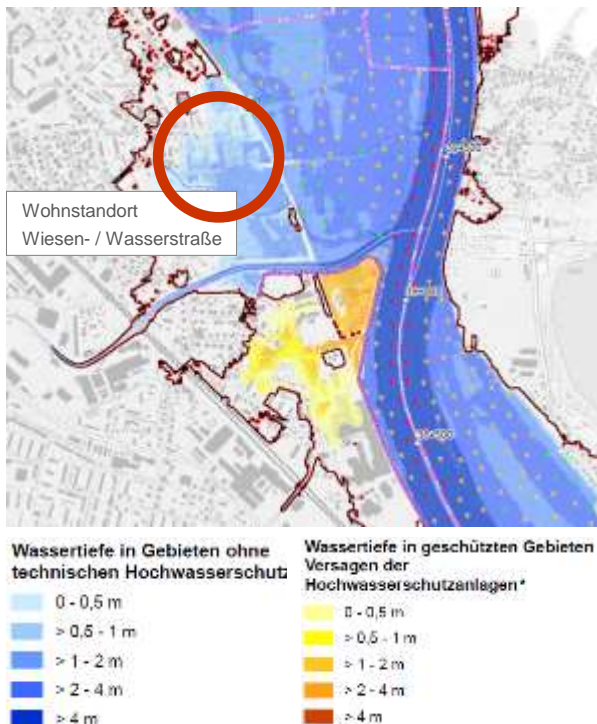 Wohnstandort
Wiesen- / Wasserstraße
Wassertiefe in Gebieten ohne
technischen Hochwasserschutz
0 - 0,5 m
> 0,5 - 1 m
> 1 - 2 m
> 2 - 4 m
> 4 m
Wassertiefe in geschützten Gebieten
Versagen der
Hochwasserschutzanlagen*
0 - 0,5 m
> 0,5 - 1 m
> 1 - 2 m
> 2 - 4 m
> 4 m